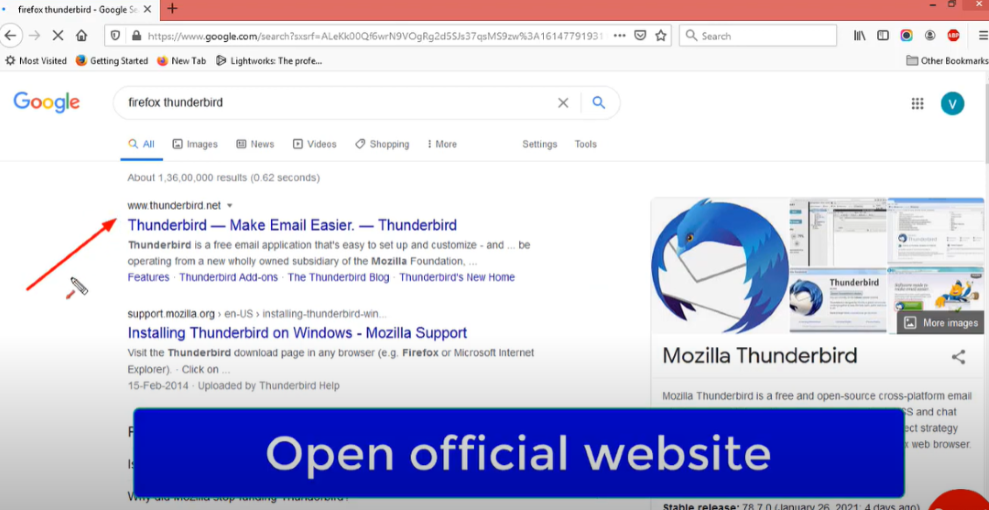 firefox thunderbird - Google Se
https://www.google.com/search?sxsrf=ALeKk00Qf6wrN9VOgRg2d5SJs37qsMS9zw%3A16147791931
Search
Most Visited
Getting Started
New Tab
Lightworks: The profe...
Other Bookmarks
Google
firefox thunderbird
V
All
Images
News
Videos
Shopping
More
Settings
Tools
About 1,36,00,000 results (0.62 seconds)
www.thunderbird.net
Thunderbird — Make Email Easier. — Thunderbird
Thunderbird is a free email application that's easy to set up and customize - and ... be
operating from a new wholly owned subsidiary of the Mozilla Foundation, ...
Features · Thunderbird Add-ons · The Thunderbird Blog · Thunderbird's New Home
support.mozilla.org › en-US › installing-thunderbird-win...
Installing Thunderbird on Windows - Mozilla Support
Visit the Thunderbird download page in any browser (e.g. Firefox or Microsoft Internet
Explorer). · Click on ...
15-Feb-2014 · Uploaded by Thunderbird Help
Thunderbird
More images
Mozilla Thunderbird
Mozilla Thunderbird is a free and open-source cross-platform email
SS and chat
ect strategy
x web browser.
Open official website
Why did Mozilla stop funding Thunderbird?
Stable release: 78.7.0 (January 26, 2021; 4 days ago)
ABP